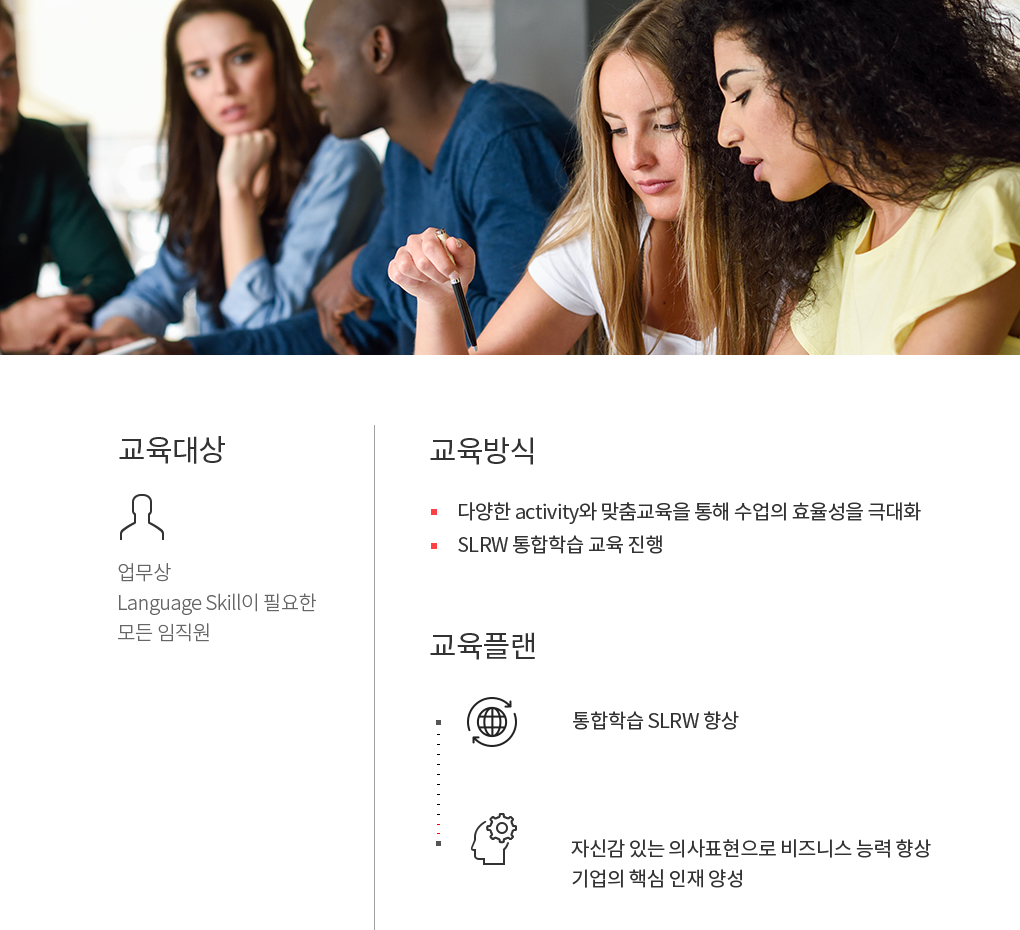 교육대상
업무상
Language Skill이 필요한
모든 임직원
교육방식
다양한 activity와 맞춤교육을 통해 수업의 효율성을 극대화
SLRW 통합학습 교육 진행
교육플랜
통합학습 SLRW 향상
자신감 있는 의사표현으로 비즈니스 능력 향상
기업의 핵심 인재 양성